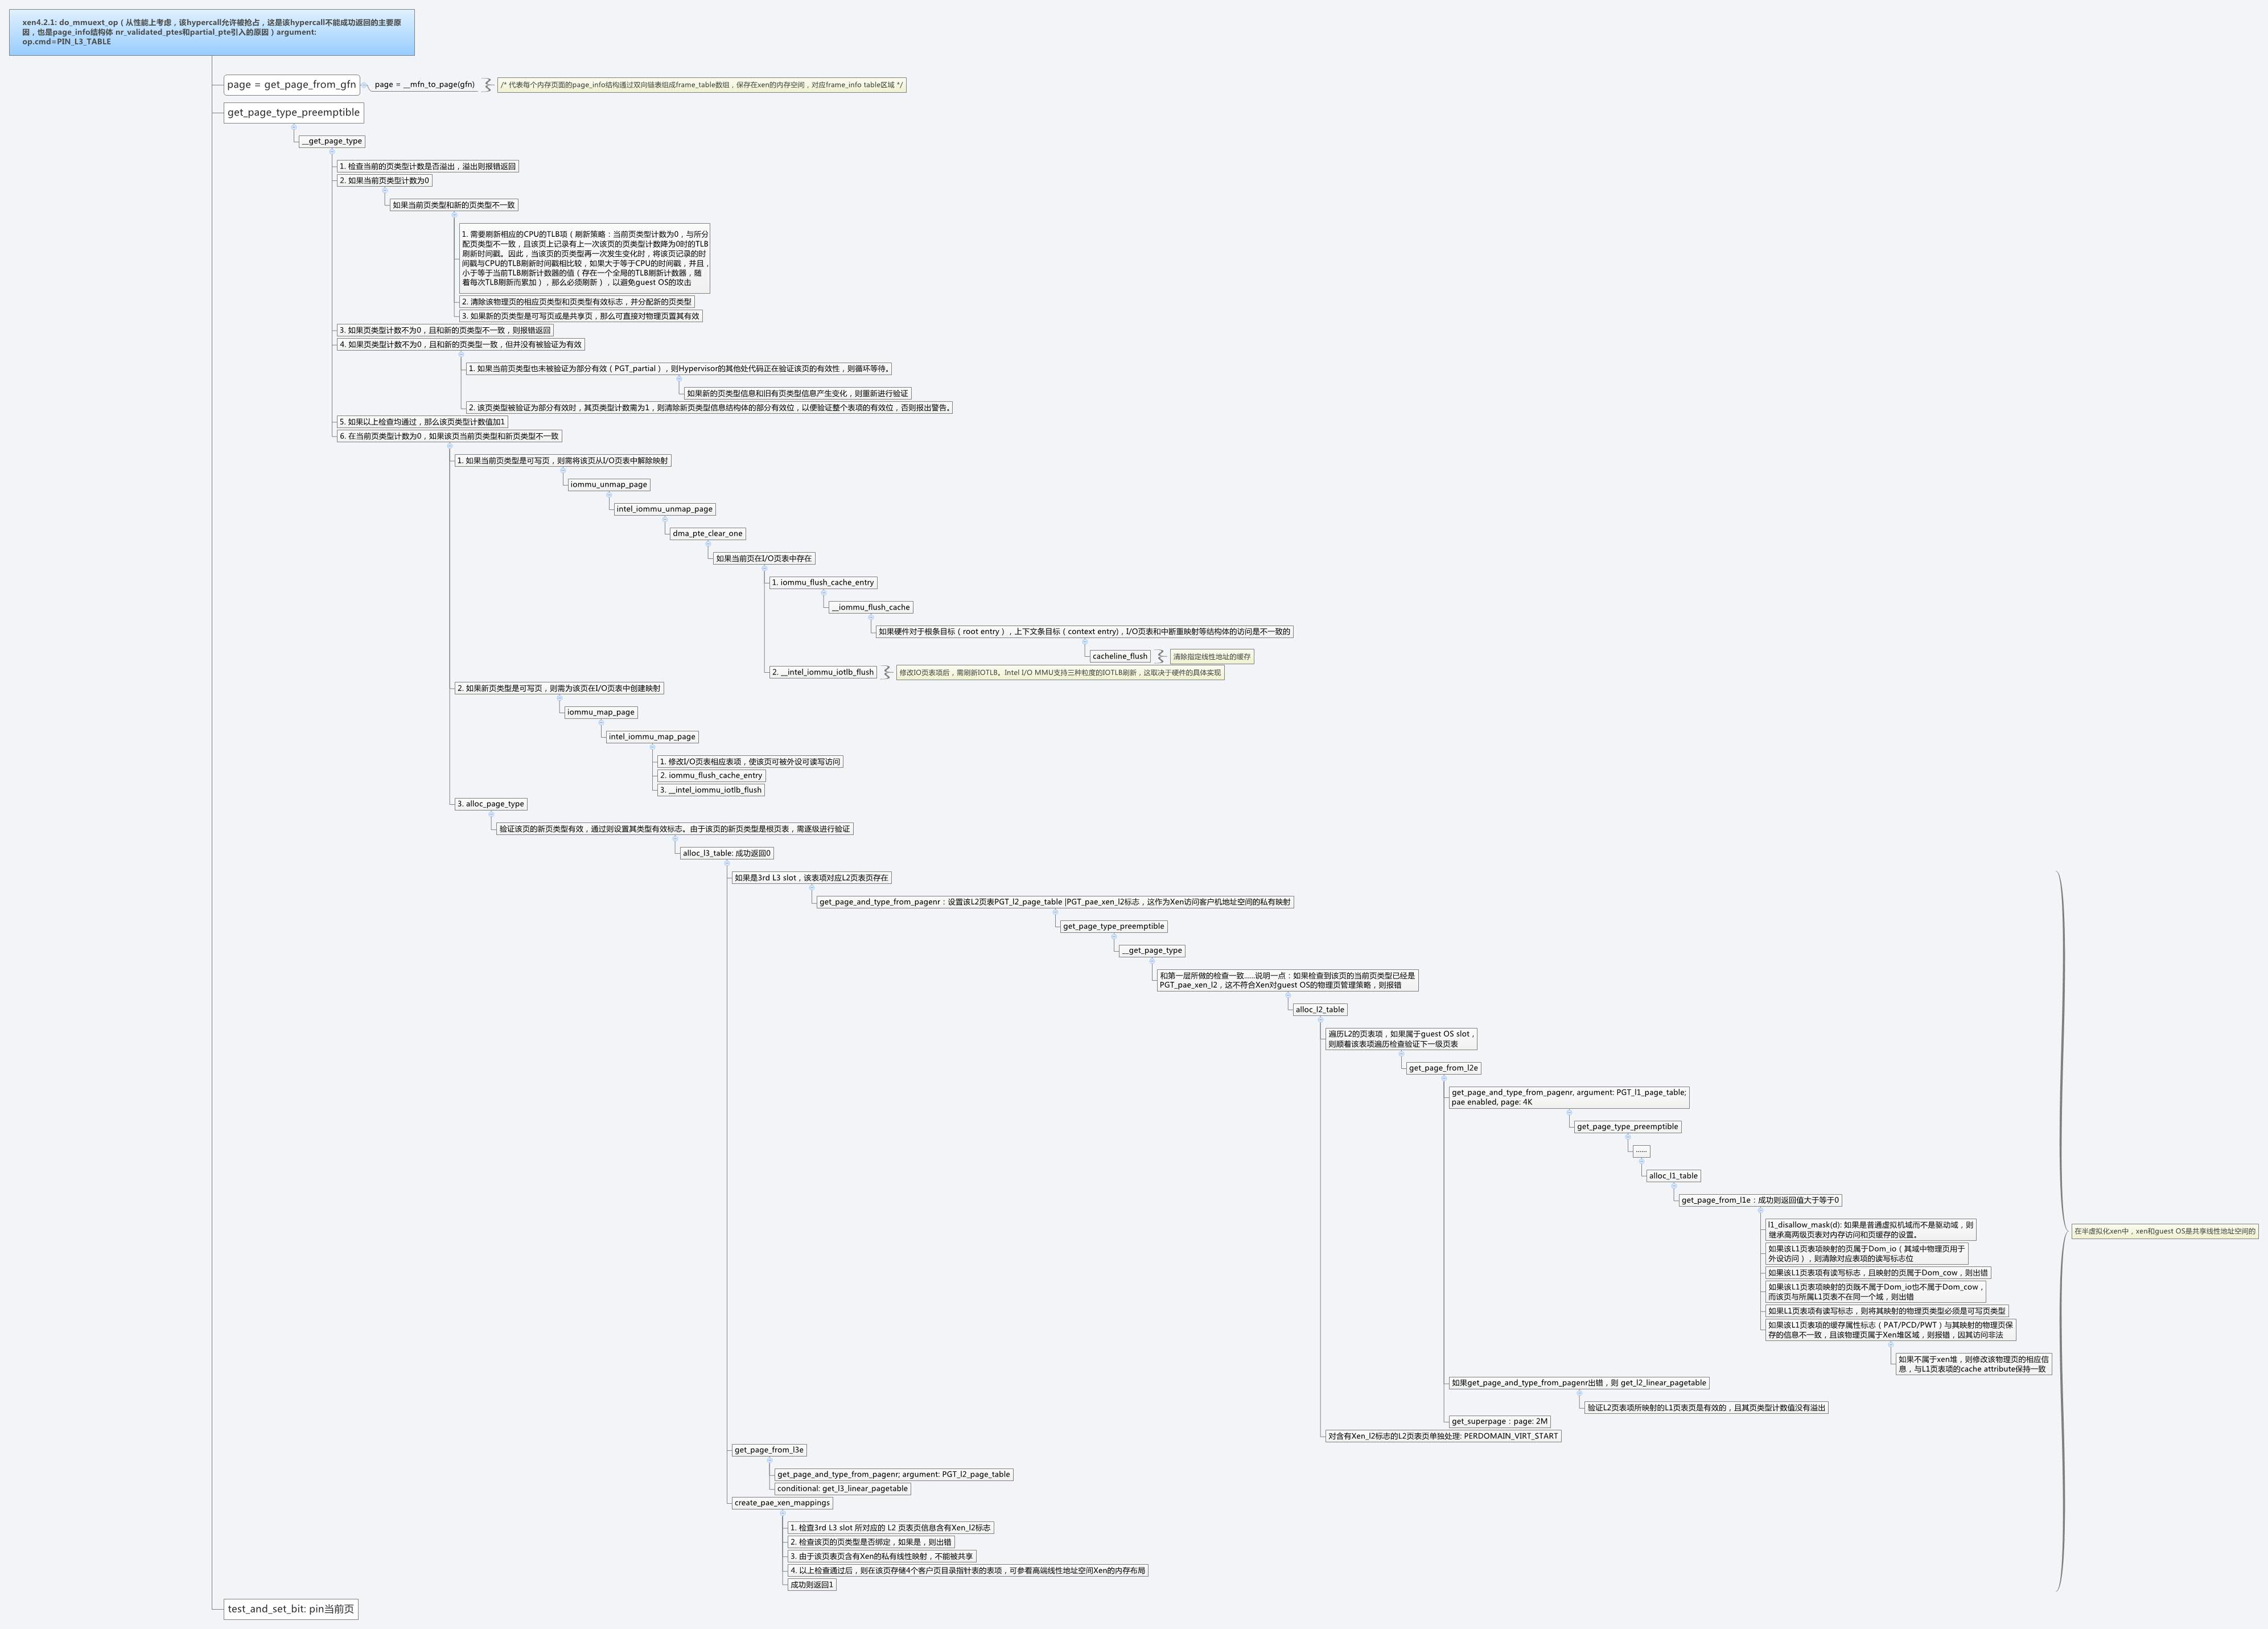 xen4.2.1: do_mmuext_op（从性能上考虑，该hypercall允许被抢占，这是该hypercall不能成功返回的主要原
因，也是page_info结构体 nr_validated_ptes和partial_pte引入的原因）argument:
op.cmd=PIN_L3_TABLE
page = get_page_from_gfn
page = __mfn_to_page(gfn)
/* 代表每个内存页面的page_info结构通过双向链表组成frame_table数组，保存在xen的内存空间，对应frame_info table区域 */
get_page_type_preemptible
__get_page_type
1. 检查当前的页类型计数是否溢出，溢出则报错返回
2. 如果当前页类型计数为0
如果当前页类型和新的页类型不一致
1. 需要刷新相应的CPU的TLB项（刷新策略：当前页类型计数为0，与所分
配页类型不一致，且该页上记录有上一次该页的页类型计数降为0时的TLB
刷新时间戳。因此，当该页的页类型再一次发生变化时，将该页记录的时
间戳与CPU的TLB刷新时间戳相比较，如果大于等于CPU的时间戳，并且，
小于等于当前TLB刷新计数器的值（存在一个全局的TLB刷新计数器，随
着每次TLB刷新而累加），那么必须刷新），以避免guest OS的攻击
2. 清除该物理页的相应页类型和页类型有效标志，并分配新的页类型
3. 如果新的页类型是可写页或是共享页，那么可直接对物理页置其有效
3. 如果页类型计数不为0，且和新的页类型不一致，则报错返回
4. 如果页类型计数不为0，且和新的页类型一致，但并没有被验证为有效
1. 如果当前页类型也未被验证为部分有效（PGT_partial），则Hypervisor的其他处代码正在验证该页的有效性，则循环等待。
如果新的页类型信息和旧有页类型信息产生变化，则重新进行验证
2. 该页类型被验证为部分有效时，其页类型计数需为1，则清除新页类型信息结构体的部分有效位，以便验证整个表项的有效位，否则报出警告。
5. 如果以上检查均通过，那么该页类型计数值加1
6. 在当前页类型计数为0，如果该页当前页类型和新页类型不一致
1. 如果当前页类型是可写页，则需将该页从I/O页表中解除映射
iommu_unmap_page
intel_iommu_unmap_page
dma_pte_clear_one
如果当前页在I/O页表中存在
1. iommu_flush_cache_entry
__iommu_flush_cache
如果硬件对于根条目标（root entry），上下文条目标（context entry)，I/O页表和中断重映射等结构体的访问是不一致的
cacheline_flush
清除指定线性地址的缓存
2. __intel_iommu_iotlb_flush
修改IO页表项后，需刷新IOTLB。Intel I/O MMU支持三种粒度的IOTLB刷新，这取决于硬件的具体实现
2. 如果新页类型是可写页，则需为该页在I/O页表中创建映射
iommu_map_page
intel_iommu_map_page
1. 修改I/O页表相应表项，使该页可被外设可读写访问
2. iommu_flush_cache_entry
3. __intel_iommu_iotlb_flush
3. alloc_page_type
验证该页的新页类型有效，通过则设置其类型有效标志。由于该页的新页类型是根页表，需逐级进行验证
alloc_l3_table: 成功返回0
如果是3rd L3 slot，该表项对应L2页表页存在
get_page_and_type_from_pagenr：设置该L2页表PGT_l2_page_table |PGT_pae_xen_l2标志，这作为Xen访问客户机地址空间的私有映射
get_page_type_preemptible
__get_page_type
和第一层所做的检查一致......说明一点：如果检查到该页的当前页类型已经是
PGT_pae_xen_l2，这不符合Xen对guest OS的物理页管理策略，则报错
alloc_l2_table
遍历L2的页表项，如果属于guest OS slot，
则顺着该表项遍历检查验证下一级页表
get_page_from_l2e
get_page_and_type_from_pagenr, argument: PGT_l1_page_table;
pae enabled, page: 4K
get_page_type_preemptible
......
alloc_l1_table
get_page_from_l1e：成功则返回值大于等于0
l1_disallow_mask(d): 如果是普通虚拟机域而不是驱动域，则
继承高两级页表对内存访问和页缓存的设置。
如果该L1页表项映射的页属于Dom_io（其域中物理页用于
外设访问），则清除对应表项的读写标志位
如果该L1页表项有读写标志，且映射的页属于Dom_cow，则出错
如果该L1页表项映射的页既不属于Dom_io也不属于Dom_cow，
而该页与所属L1页表不在同一个域，则出错
如果L1页表项有读写标志，则将其映射的物理页类型必须是可写页类型
如果该L1页表项的缓存属性标志（PAT/PCD/PWT）与其映射的物理页保
存的信息不一致，且该物理页属于Xen堆区域，则报错，因其访问非法
如果不属于xen堆，则修改该物理页的相应信
息，与L1页表项的cache attribute保持一致
在半虚拟化xen中，xen和guest OS是共享线性地址空间的
如果get_page_and_type_from_pagenr出错，则 get_l2_linear_pagetable
验证L2页表项所映射的L1页表页是有效的，且其页类型计数值没有溢出
get_superpage：page: 2M
对含有Xen_l2标志的L2页表页单独处理: PERDOMAIN_VIRT_START
get_page_from_l3e
get_page_and_type_from_pagenr; argument: PGT_l2_page_table
conditional: get_l3_linear_pagetable
create_pae_xen_mappings
1. 检查3rd L3 slot 所对应的 L2 页表页信息含有Xen_l2标志
2. 检查该页的页类型是否绑定，如果是，则出错
3. 由于该页表页含有Xen的私有线性映射，不能被共享
4. 以上检查通过后，则在该页存储4个客户页目录指针表的表项，可参看高端线性地址空间Xen的内存布局
成功则返回1
test_and_set_bit: pin当前页